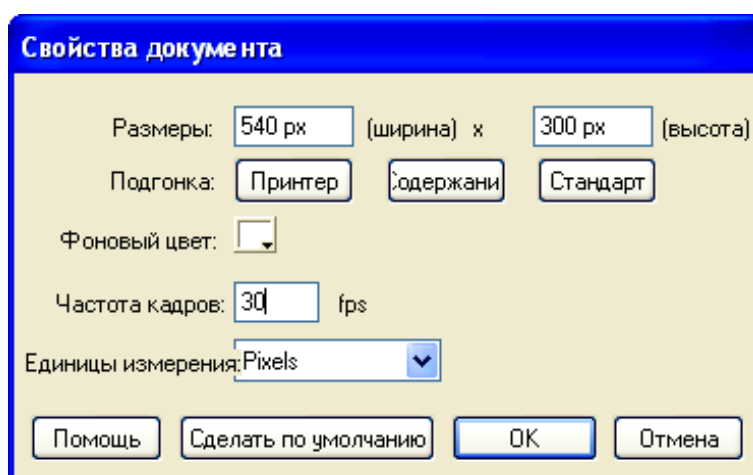 Свойства документа
Размеры: 540 px (ширина) x 300 px (высота)
Подгонка: Принтер Содержани Стандарт
Фоновый цвет:
Частота кадров: 30 fps
Единицы измерения: Pixels
Помощь Сделать по умолчанию OK Отмена